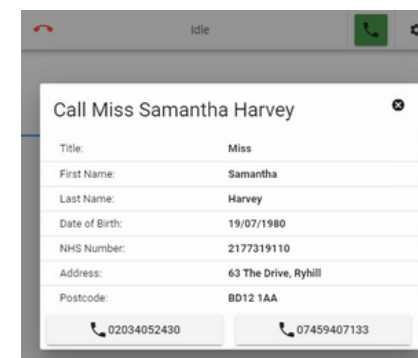 Idle
Call Miss Samantha Harvey
Title: Miss
First Name: Samantha
Last Name: Harvey
Date of Birth: 19/07/1980
NHS Number: 2177319110
Address: 63 The Drive, Ryhill
Postcode: BD12 1AA
02034052430 07459407133